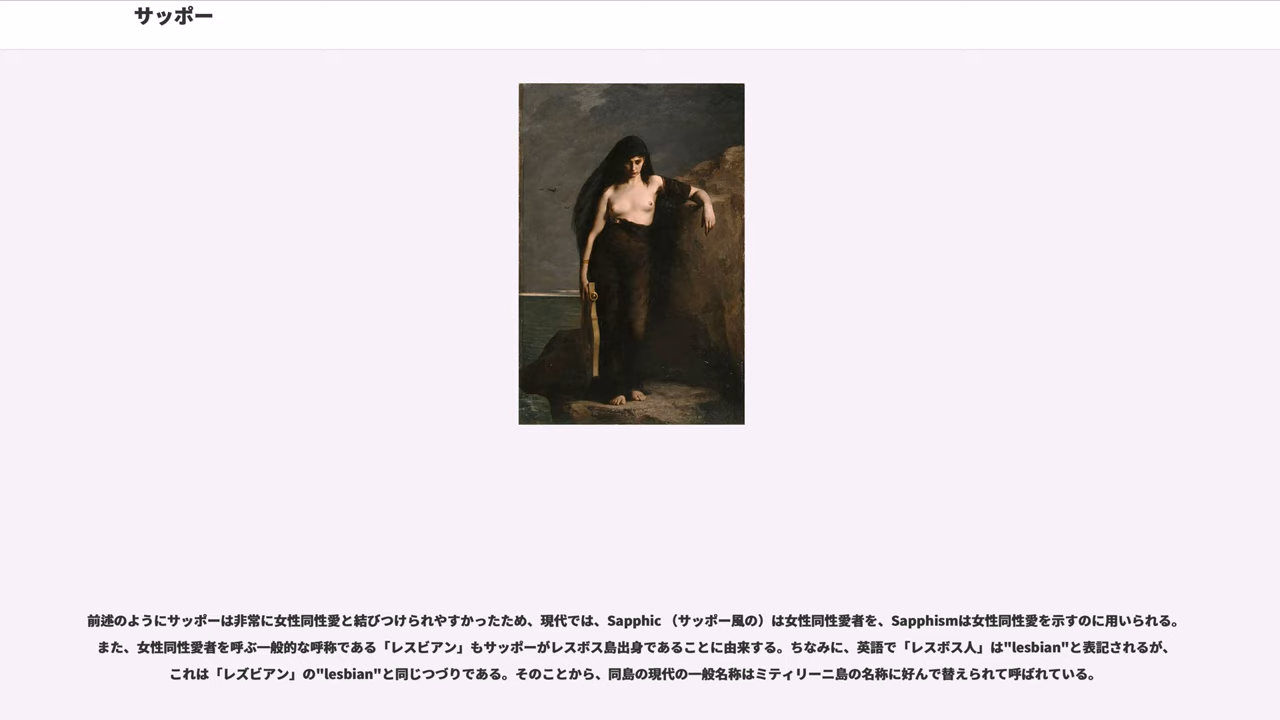 サッポー
前述のようにサッポーは非常に女性同性愛と結びつけられやすかったため、現代では、Sapphic （サッポー風の）は女性同性愛者を、Sapphismは女性同性愛を示すのに用いられる。
また、女性同性愛者を呼ぶ一般的な呼称である「レスビアン」もサッポーがレスボス島出身であることに由来する。ちなみに、英語で「レスボス人」は"lesbian"と表記されるが、
これは「レズビアン」の"lesbian"と同じつづりである。そのことから、同島の現代の一般名称はミティリーニ島の名称に好んで替えられて呼ばれている。